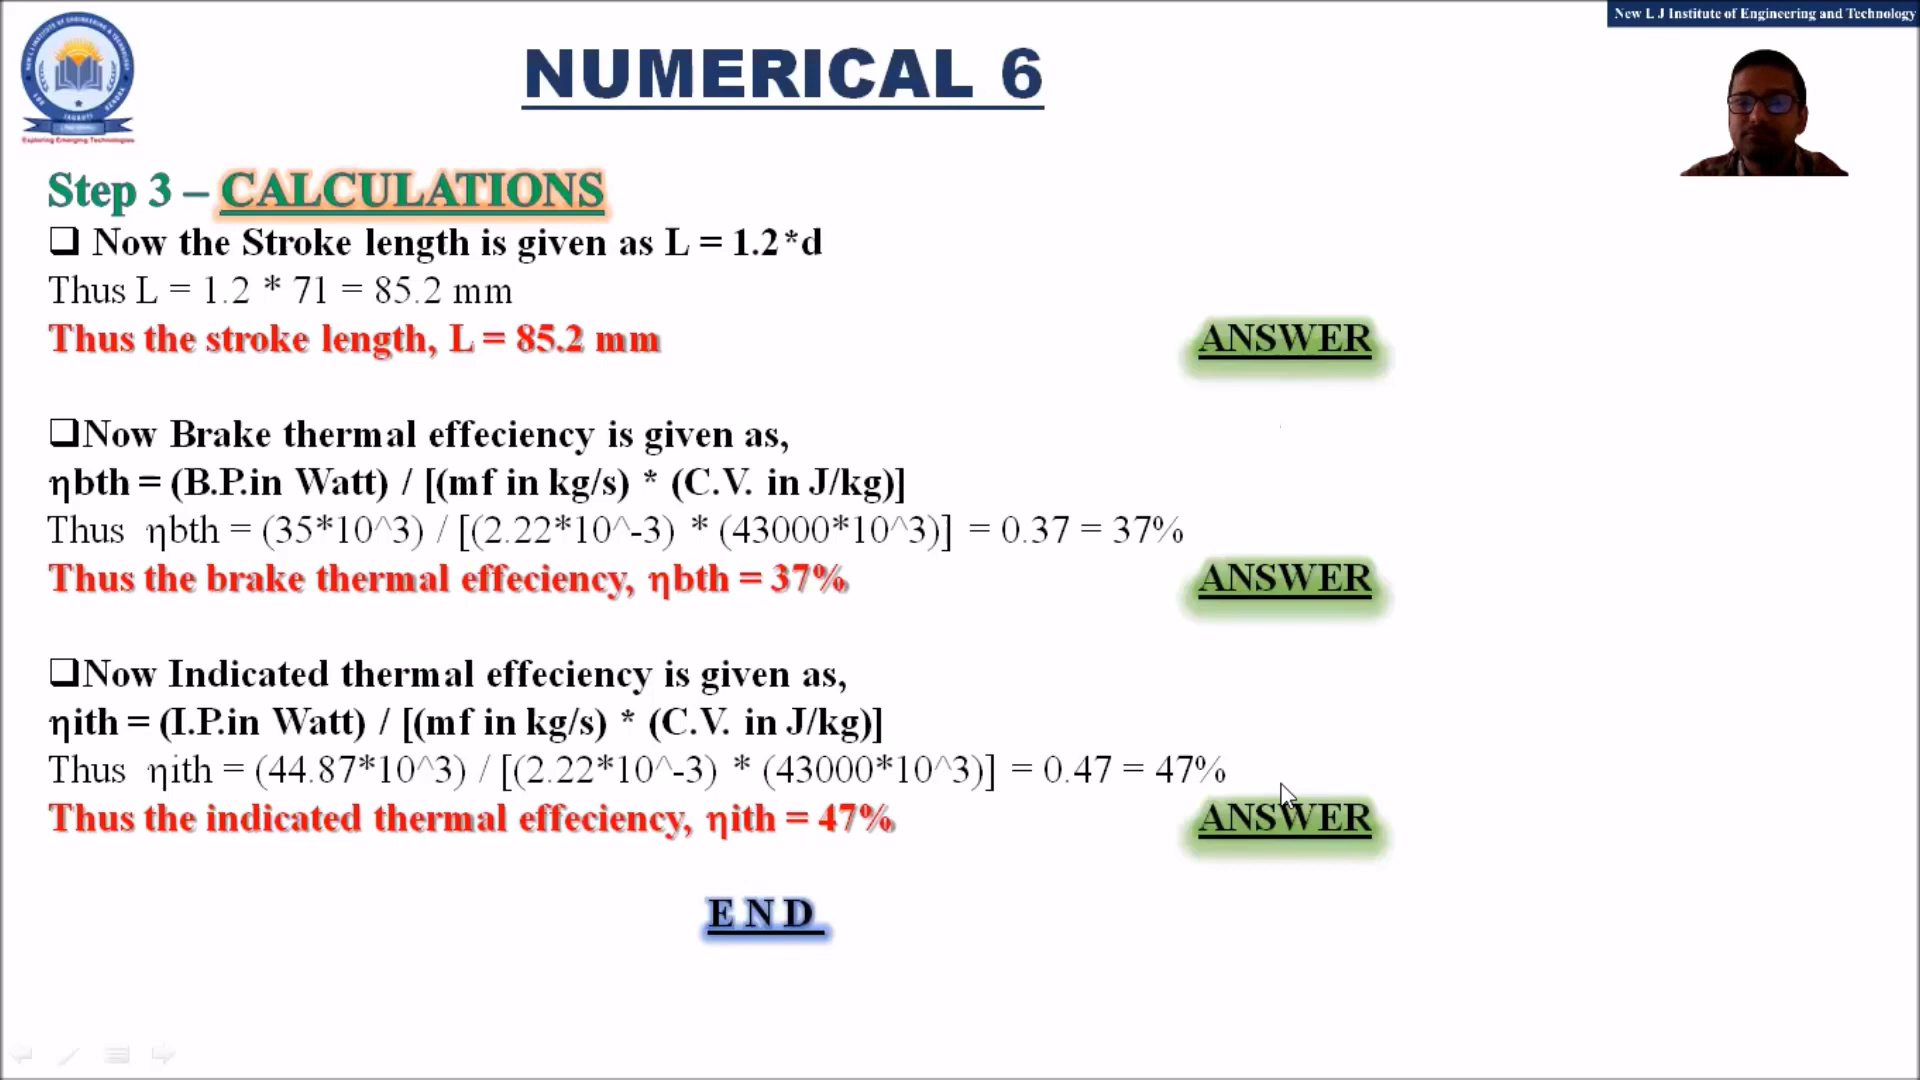 New L J Institute of Engineering and Technology
NUMERICAL 6
Exploring Emerging Technologies
Step 3 – CALCULATIONS
❑ Now the Stroke length is given as L = 1.2*d
Thus L = 1.2 * 71 = 85.2 mm
Thus the stroke length, L = 85.2 mm ANSWER
❑Now Brake thermal effeciency is given as,
ηbth = (B.P.in Watt) / [(mf in kg/s) * (C.V. in J/kg)]
Thus ηbth = (35*10^3) / [(2.22*10^-3) * (43000*10^3)] = 0.37 = 37%
Thus the brake thermal effeciency, ηbth = 37% ANSWER
❑Now Indicated thermal effeciency is given as,
ηith = (I.P.in Watt) / [(mf in kg/s) * (C.V. in J/kg)]
Thus ηith = (44.87*10^3) / [(2.22*10^-3) * (43000*10^3)] = 0.47 = 47%
Thus the indicated thermal effeciency, ηith = 47% ANSWER
E N D